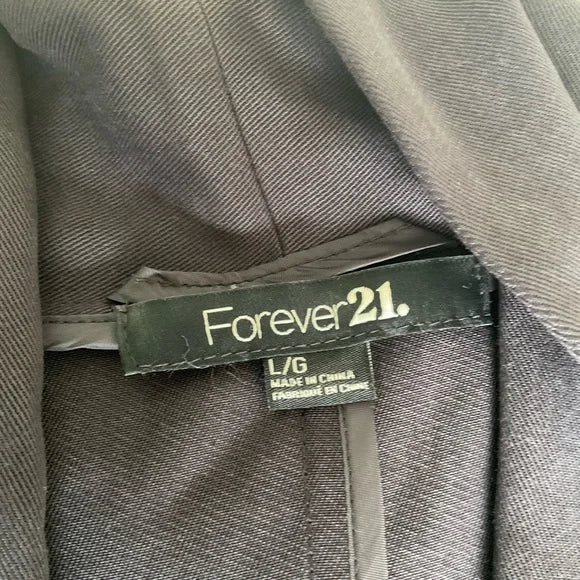 Forever21.
L/G
MADE IN CHINA
FABRIQUÉ EN CHINE